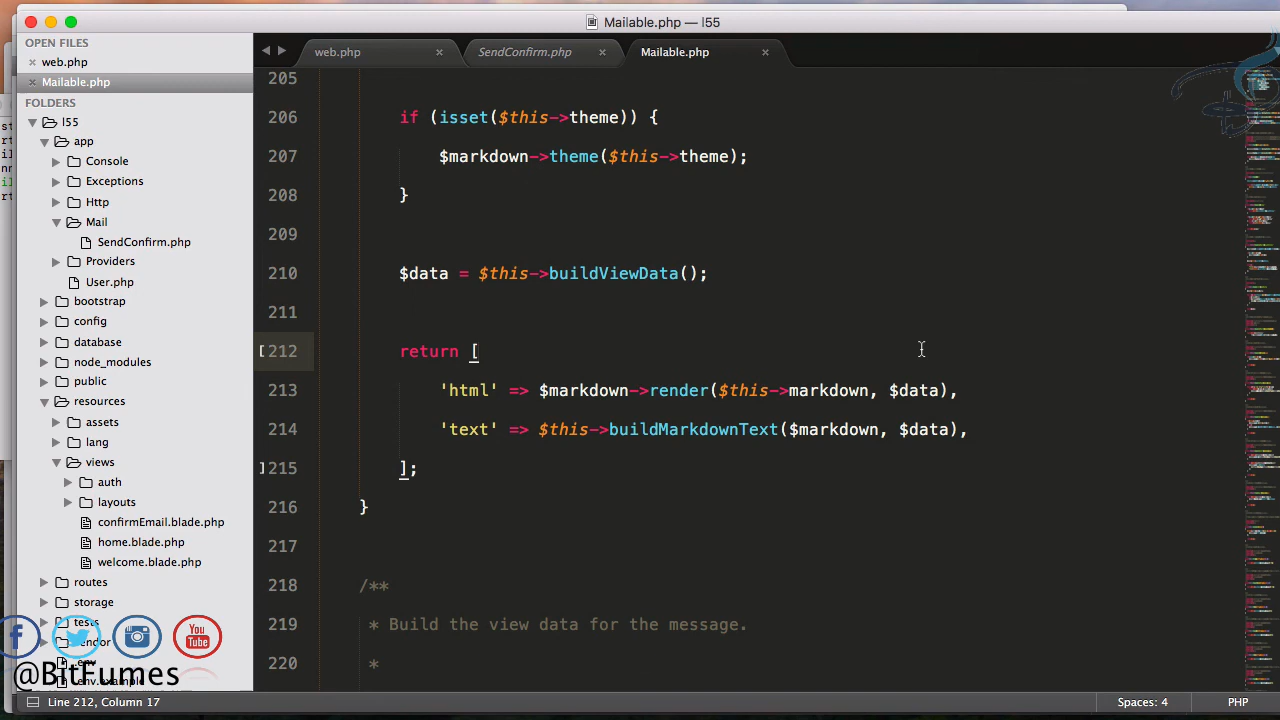 Mailable.php — l55
OPEN FILES
web.php
Mailable.php
FOLDERS
l55
app
Console
Exceptions
Http
Mail
SendConfirm.php
Providers
User.php
bootstrap
config
database
node_modules
public
resources
assets
lang
views
auth
layouts
confirmEmail.blade.php
home.blade.php
welcome.blade.php
routes
storage
tests
.env
You
Tube
@Bitfumes
web.php
SendConfirm.php
Mailable.php
205
206 if (isset($this->theme)) {
207 $markdown->theme($this->theme);
208 }
209
210 $data = $this->buildViewData();
211
212 return [
213 'html' => $markdown->render($this->markdown, $data),
214 'text' => $this->buildMarkdownText($markdown, $data),
215 ];
216 }
217
218 /**
219 * Build the view data for the message.
220 *
Line 212, Column 17
Spaces: 4
PHP